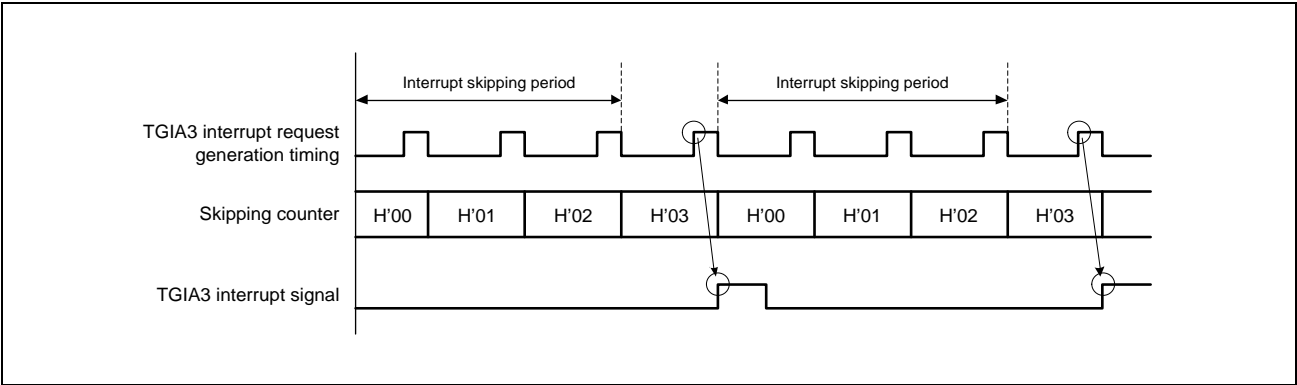 Interrupt skipping period Interrupt skipping period
TGIA3 interrupt request
generation timing
Skipping counter H'00 H'01 H'02 H'03 H'00 H'01 H'02 H'03
TGIA3 interrupt signal